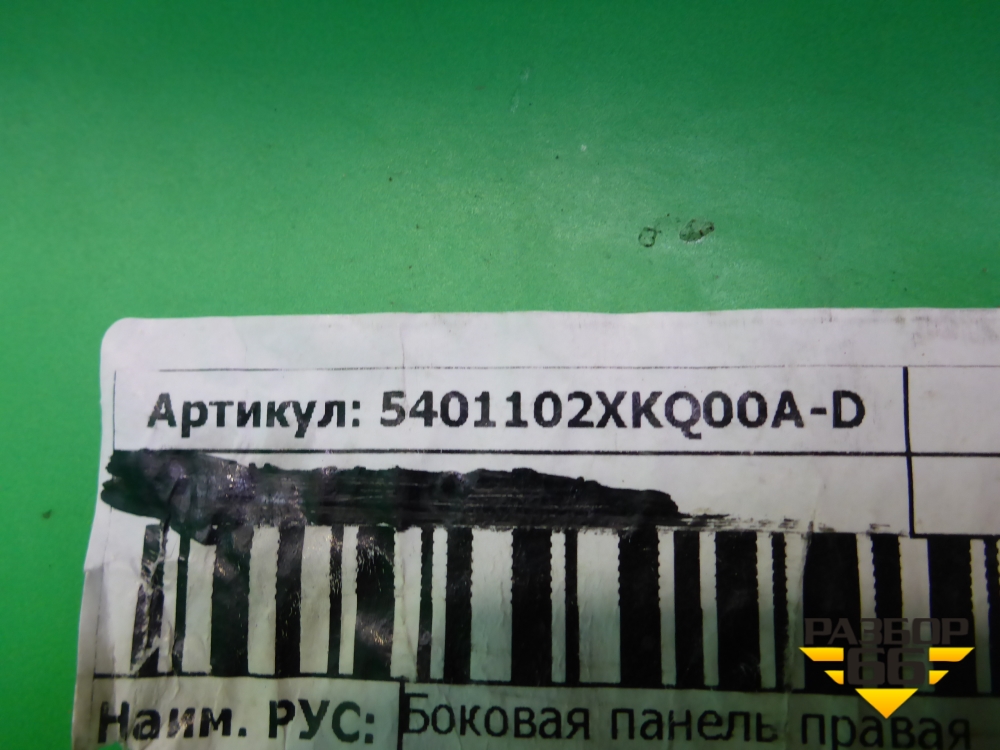 Артикул: 5401102XKQ00A-D
Наим. РУС: Боковая панель правая
РАЗБОР
66